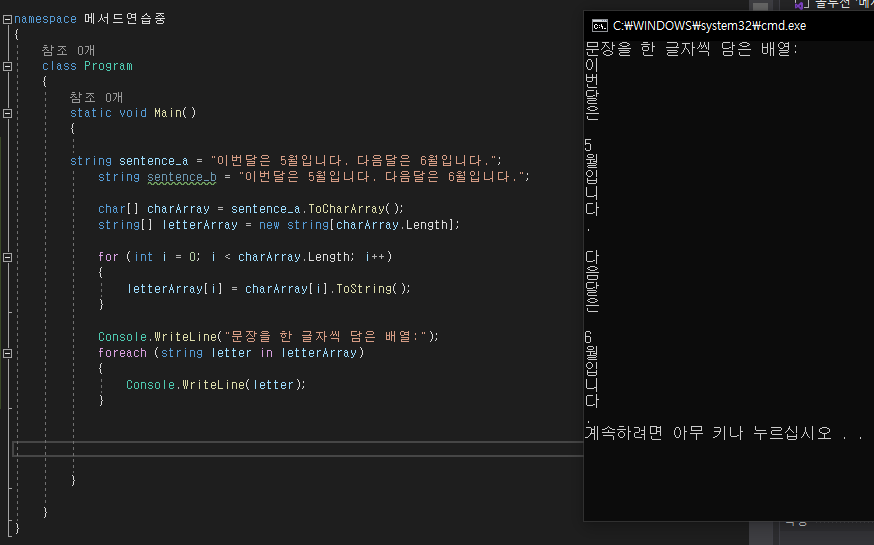 namespace 메서드연습중
{
참조 0개
class Program
{
참조 0개
static void Main()
{
string sentence_a = "이번달은 5월입니다. 다음달은 6월입니다.";
string sentence_b = "이번달은 5월입니다. 다음달은 6월입니다.";
char[] charArray = sentence_a.ToCharArray();
string[] letterArray = new string[charArray.Length];
for (int i = 0; i < charArray.Length; i++)
{
letterArray[i] = charArray[i].ToString();
}
Console.WriteLine("문장을 한 글자씩 담은 배열:");
foreach (string letter in letterArray)
{
Console.WriteLine(letter);
}
}
}
}
C:₩WINDOWS₩system32₩cmd.exe
문장을 한 글자씩 담은 배열:
이
번
달
은
5
월
입
니
다
.
다
음
달
은
6
월
입
니
다
.
계속하려면 아무 키나 누르십시오 . .